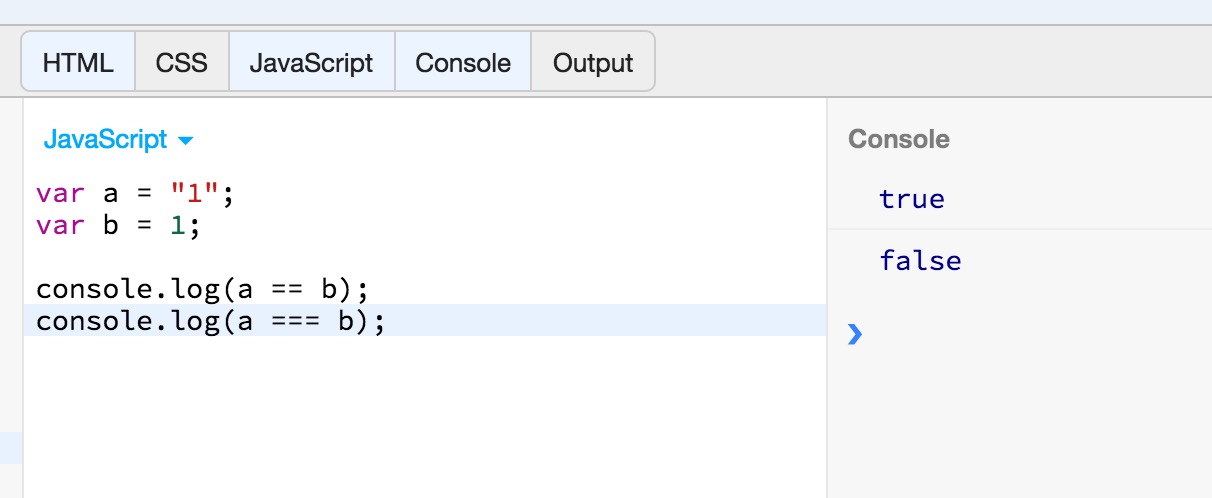 HTML CSS JavaScript Console Output
JavaScript
var a = "1";
var b = 1;
console.log(a == b);
console.log(a === b);
Console
true
false